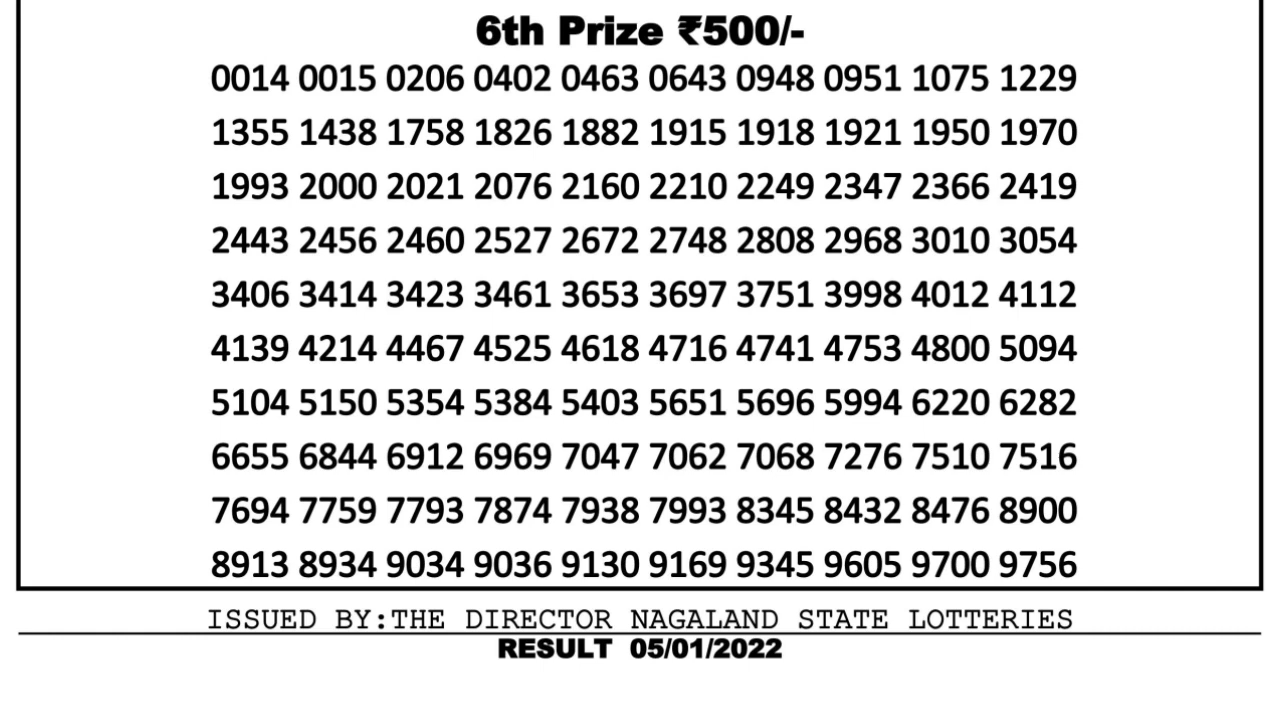 6th Prize ₹500/-
0014 0015 0206 0402 0463 0643 0948 0951 1075 1229
1355 1438 1758 1826 1882 1915 1918 1921 1950 1970
1993 2000 2021 2076 2160 2210 2249 2347 2366 2419
2443 2456 2460 2527 2672 2748 2808 2968 3010 3054
3406 3414 3423 3461 3653 3697 3751 3998 4012 4112
4139 4214 4467 4525 4618 4716 4741 4753 4800 5094
5104 5150 5354 5384 5403 5651 5696 5994 6220 6282
6655 6844 6912 6969 7047 7062 7068 7276 7510 7516
7694 7759 7793 7874 7938 7993 8345 8432 8476 8900
8913 8934 9034 9036 9130 9169 9345 9605 9700 9756
ISSUED BY:THE DIRECTOR NAGALAND STATE LOTTERIES
RESULT 05/01/2022